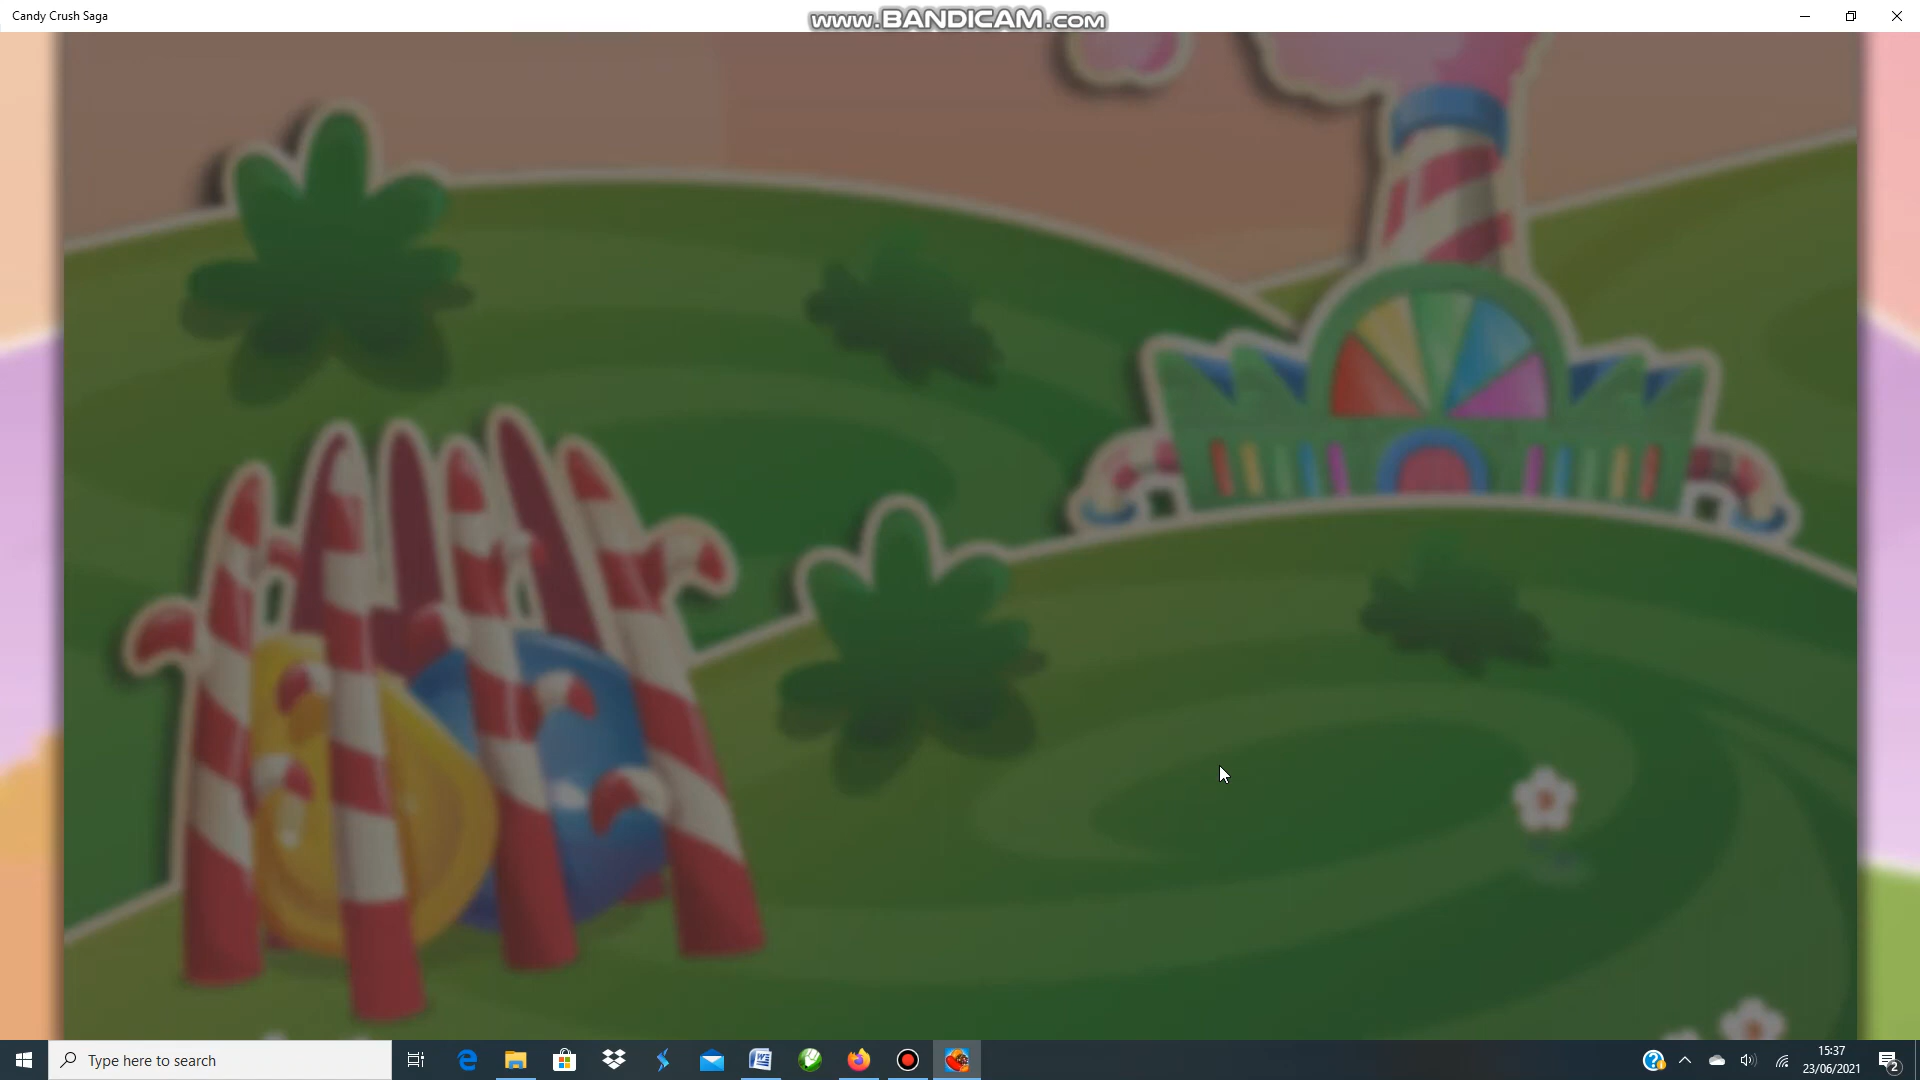 Candy Crush Saga
www.BANDICAM.com
Type here to search
15:37
23/06/2021
2